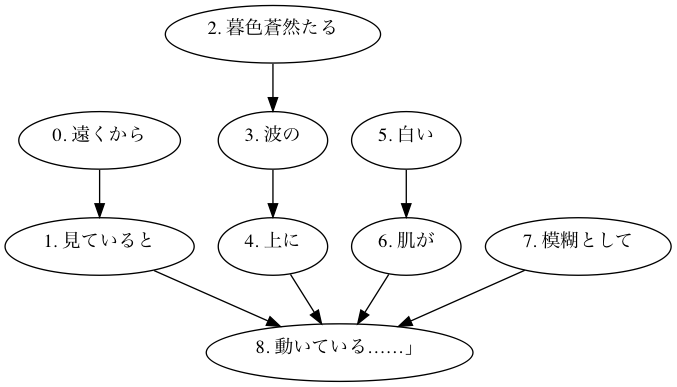 2. 暮色蒼然たる
0. 遠くから
3. 波の
5. 白い
1. 見ていると
4. 上に
6. 肌が
7. 模糊として
8. 動いている……」